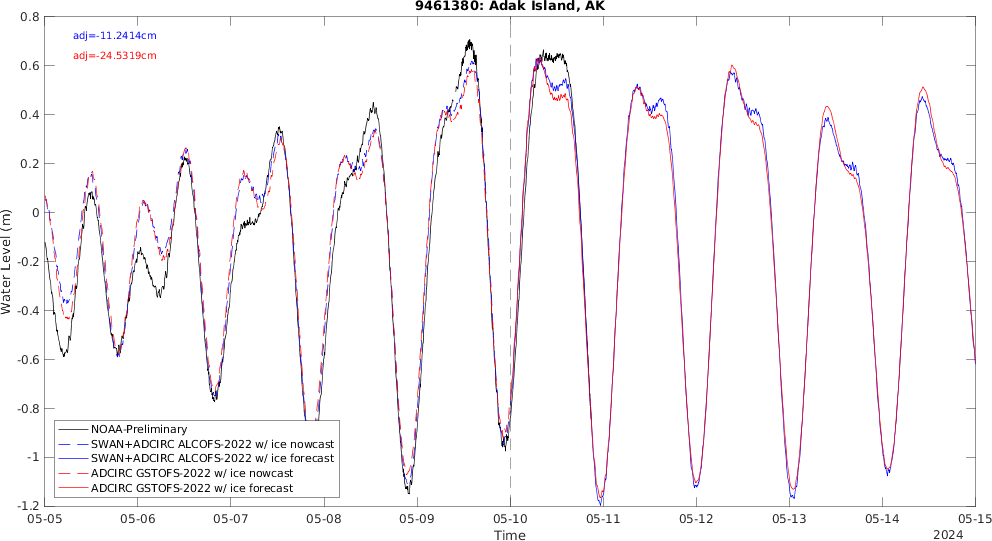 9461380: Adak Island, AK
adj=-11.2414cm
adj=-24.5319cm
Water Level (m)
0.8
0.6
0.4
0.2
0
-0.2
-0.4
-0.6
-0.8
-1
-1.2
NOAA-Preliminary
SWAN+ADCIRC ALCOFS-2022 w/ ice nowcast
SWAN+ADCIRC ALCOFS-2022 w/ ice forecast
ADCIRC GSTOFS-2022 w/ ice nowcast
ADCIRC GSTOFS-2022 w/ ice forecast
05-05 05-06 05-07 05-08 05-09 05-10 05-11 05-12 05-13 05-14 05-15
Time
2024